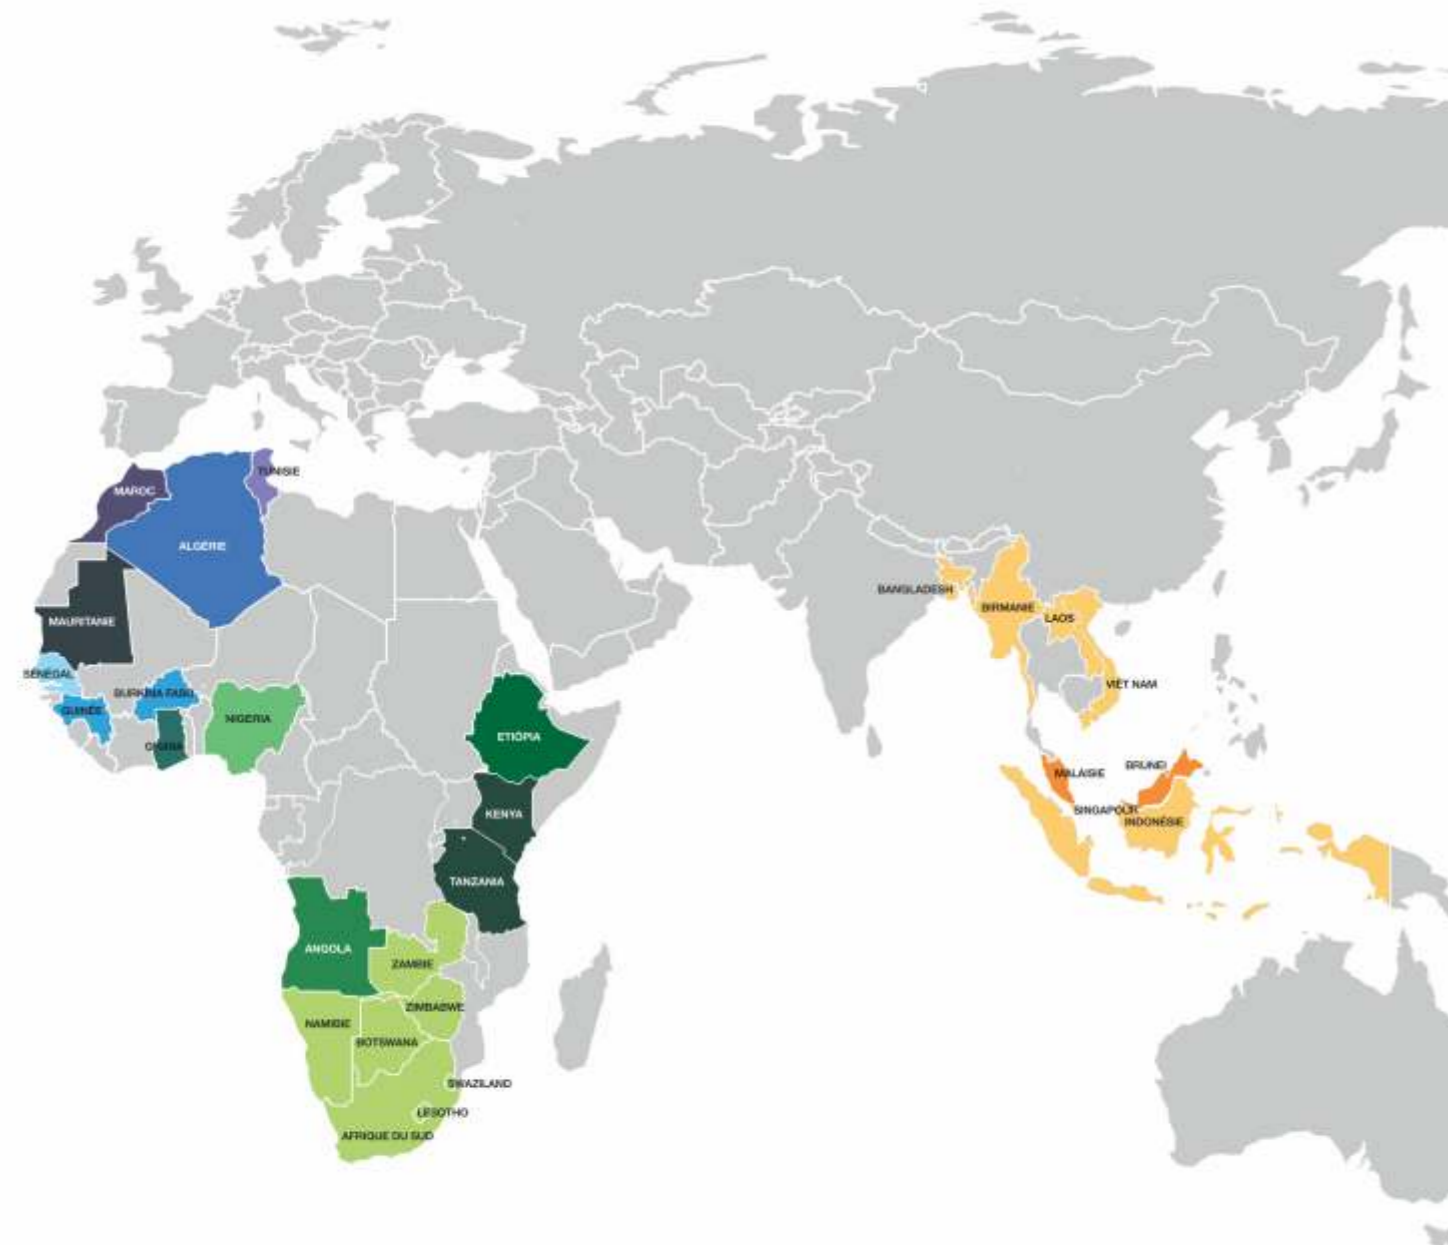 TUNISIE
MAROC
ALGÉRIE
BANGLADESH
BIRMANIE
LAOS
MAURITANIE
SÉNÉGAL
VIÊT NAM
BURKINA FASO
GUINÉE
NIGERIA
ETIÓPIA
GHANA
BRUNEI
MALAISIE
SINGAPOUR
KENYA
INDONÉSIE
TANZANIA
ANGOLA
ZAMBIE
ZIMBABWE
NAMIBIE
BOTSWANA
SWAZILAND
LESOTHO
AFRIQUE DU SUD